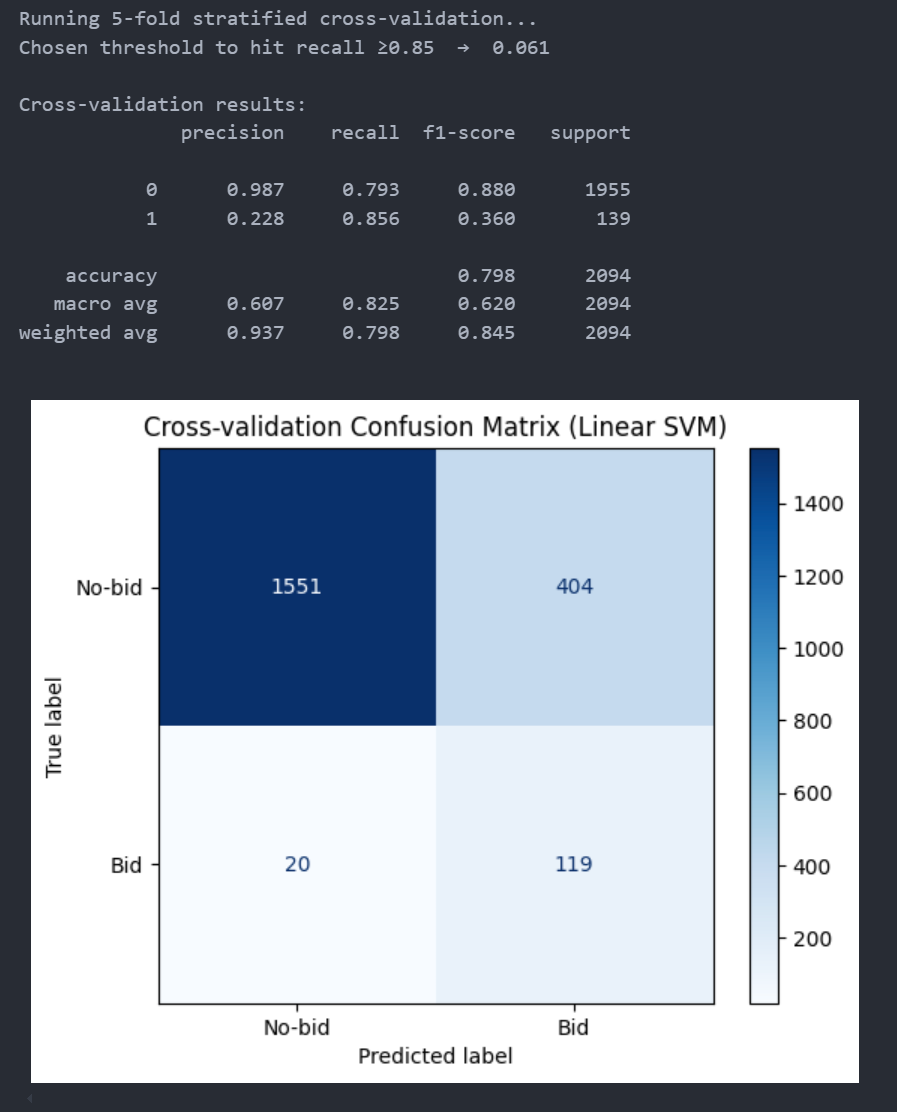 Running 5-fold stratified cross-validation...
Chosen threshold to hit recall ≥0.85 → 0.061
Cross-validation results:
precision recall f1-score support
0 0.987 0.793 0.880 1955
1 0.228 0.856 0.360 139
accuracy 0.798 2094
macro avg 0.607 0.825 0.620 2094
weighted avg 0.937 0.798 0.845 2094
Cross-validation Confusion Matrix (Linear SVM)
No-bid 1551 404
Bid 20 119
No-bid Bid
Predicted label
True label
1400
1200
1000
800
600
400
200